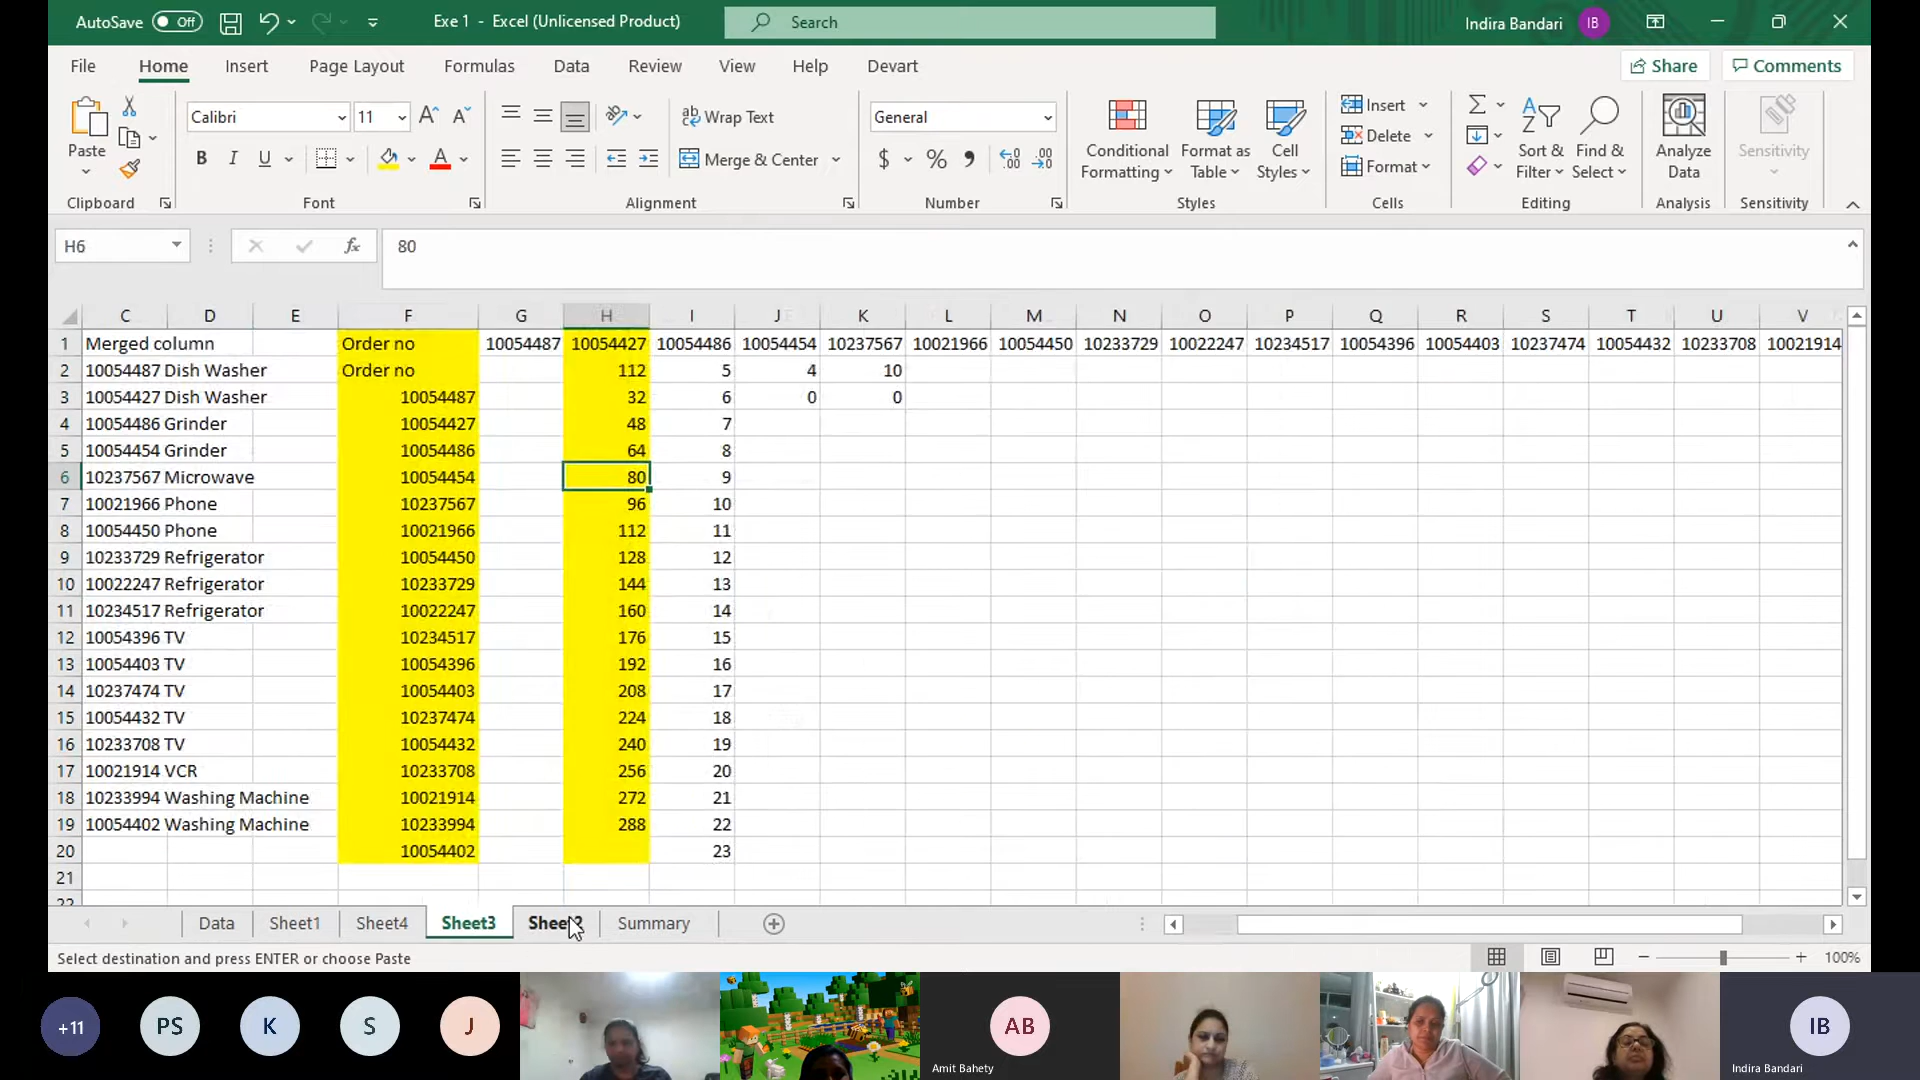 AutoSave Off Exe 1 - Excel (Unlicensed Product) Search Indira Bandari IB
File Home Insert Page Layout Formulas Data Review View Help Devart Share Comments
Calibri 11 A A Wrap Text General Insert
Paste B I U A Merge & Center $ % Conditional Formatting Format as Table Cell Styles Delete Format Sort & Filter Find & Select Analyze Data Sensitivity
Clipboard Font Alignment Number Styles Cells Editing Analysis Sensitivity
H6 fx 80
C D E F G H I J K L M N O P Q R S T U V
1 Merged column Order no 10054487 10054427 10054486 10054454 10237567 10021966 10054450 10233729 10022247 10234517 10054396 10054403 10237474 10054432 10233708 10021914
2 10054487 Dish Washer Order no 112 5 4 10
3 10054427 Dish Washer 10054487 32 6 0 0
4 10054486 Grinder 10054427 48 7
5 10054454 Grinder 10054486 64 8
6 10237567 Microwave 10054454 80 9
7 10021966 Phone 10237567 96 10
8 10054450 Phone 10021966 112 11
9 10233729 Refrigerator 10054450 128 12
10 10022247 Refrigerator 10233729 144 13
11 10234517 Refrigerator 10022247 160 14
12 10054396 TV 10234517 176 15
13 10054403 TV 10054396 192 16
14 10237474 TV 10054403 208 17
15 10054432 TV 10237474 224 18
16 10233708 TV 10054432 240 19
17 10021914 VCR 10233708 256 20
18 10233994 Washing Machine 10021914 272 21
19 10054402 Washing Machine 10233994 288 22
20 10054402 23
21
22
Data Sheet1 Sheet4 Sheet3 Summary
Select destination and press ENTER or choose Paste 100%
+11 PS K S J AB IB
Amit Bahety Indira Bandari